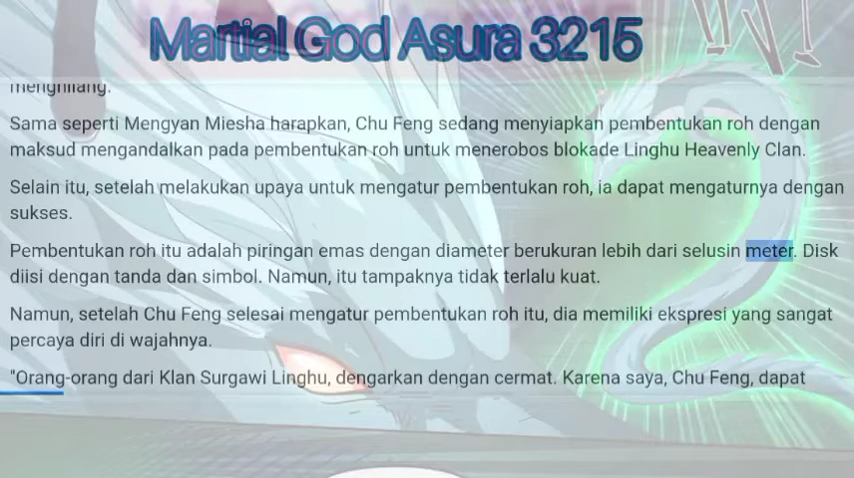 Martial God Asura 3215
menghilang.
Sama seperti Mengyan Miesha harapkan, Chu Feng sedang menyiapkan pembentukan roh dengan
maksud mengandalkan pada pembentukan roh untuk menerobos blokade Linghu Heavenly Clan.
Selain itu, setelah melakukan upaya untuk mengatur pembentukan roh, ia dapat mengaturnya dengan
sukses.
Pembentukan roh itu adalah piringan emas dengan diameter berukuran lebih dari selusin meter. Disk
diisi dengan tanda dan simbol. Namun, itu tampaknya tidak terlalu kuat.
Namun, setelah Chu Feng selesai mengatur pembentukan roh itu, dia memiliki ekspresi yang sangat
percaya diri di wajahnya.
"Orang-orang dari Klan Surgawi Linghu, dengarkan dengan cermat. Karena saya, Chu Feng, dapat